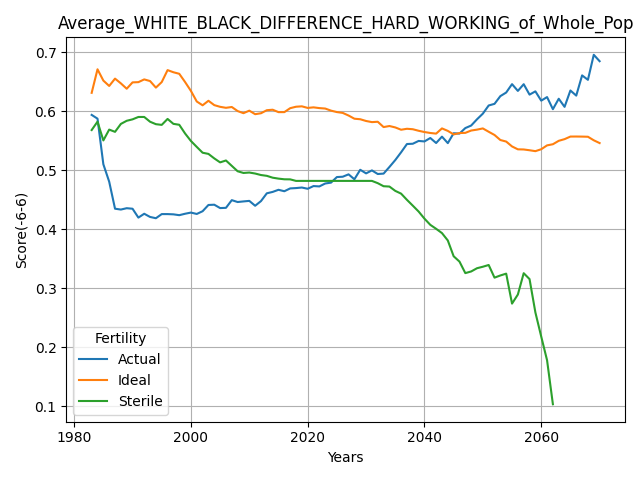 Average_WHITE_BLACK_DIFFERENCE_HARD_WORKING_of_Whole_Pop
0.7
0.6
0.5
0.4
0.3
0.2
0.1
Score(-6-6)
Fertility
Actual
Ideal
Sterile
1980 2000 2020 2040 2060
Years